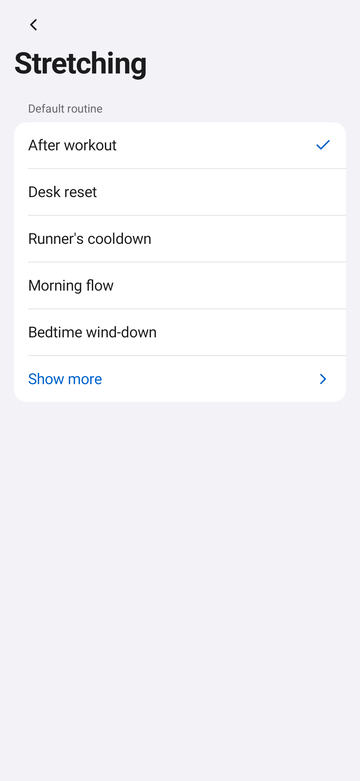 Stretching
Default routine
After workout
Desk reset
Runner's cooldown
Morning flow
Bedtime wind-down
Show more